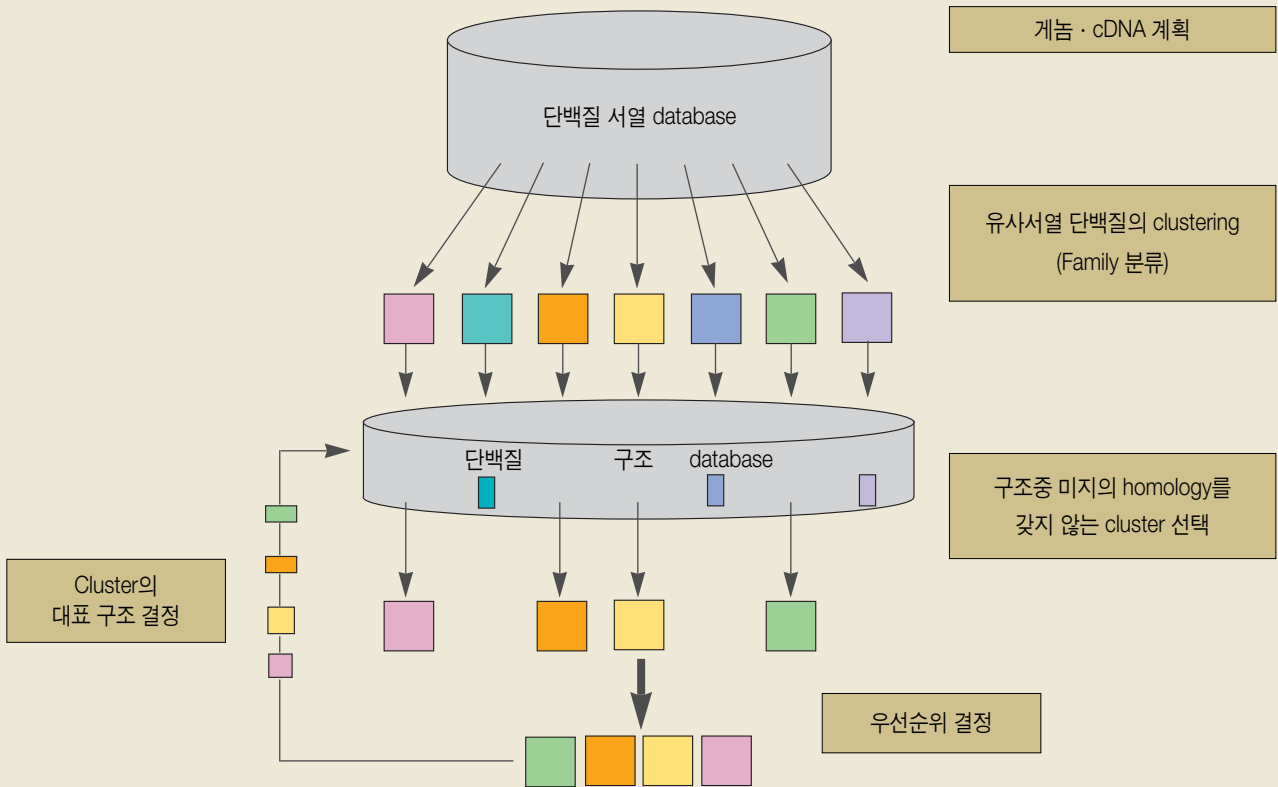 게놈 · cDNA 계획
단백질 서열 database
유사서열 단백질의 clustering
(Family 분류)
단백질 구조 database
구조중 미지의 homology를
갖지 않는 cluster 선택
Cluster의
대표 구조 결정
우선순위 결정